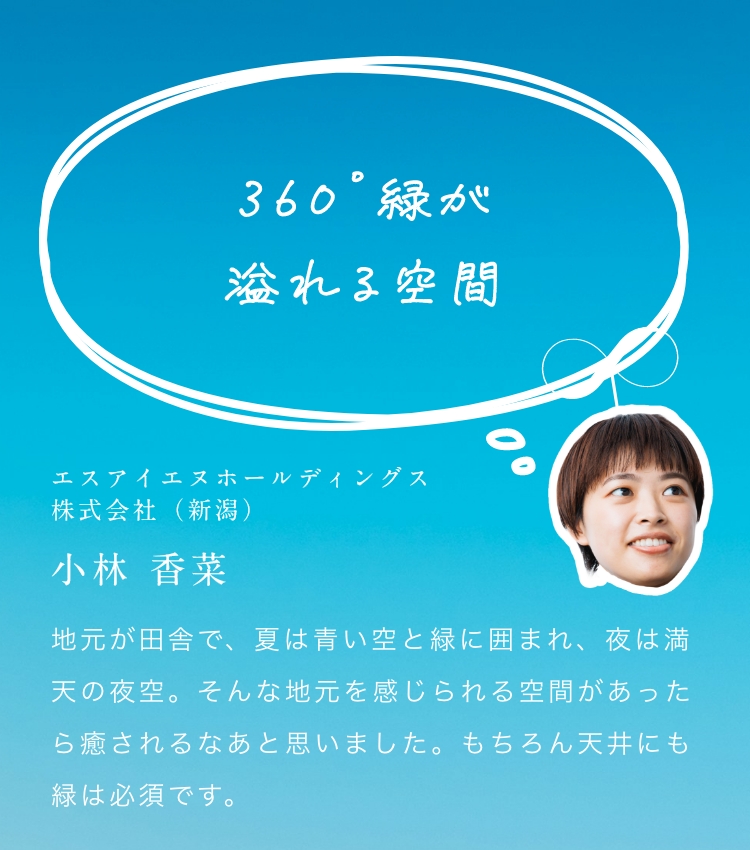 360°緑が
溢れる空間
エスアイエヌホールディングス
株式会社（新潟）
小林 香菜
地元が田舎で、夏は青い空と緑に囲まれ、夜は満
天の夜空。そんな地元を感じられる空間があった
ら癒されるなあと思いました。もちろん天井にも
緑は必須です。